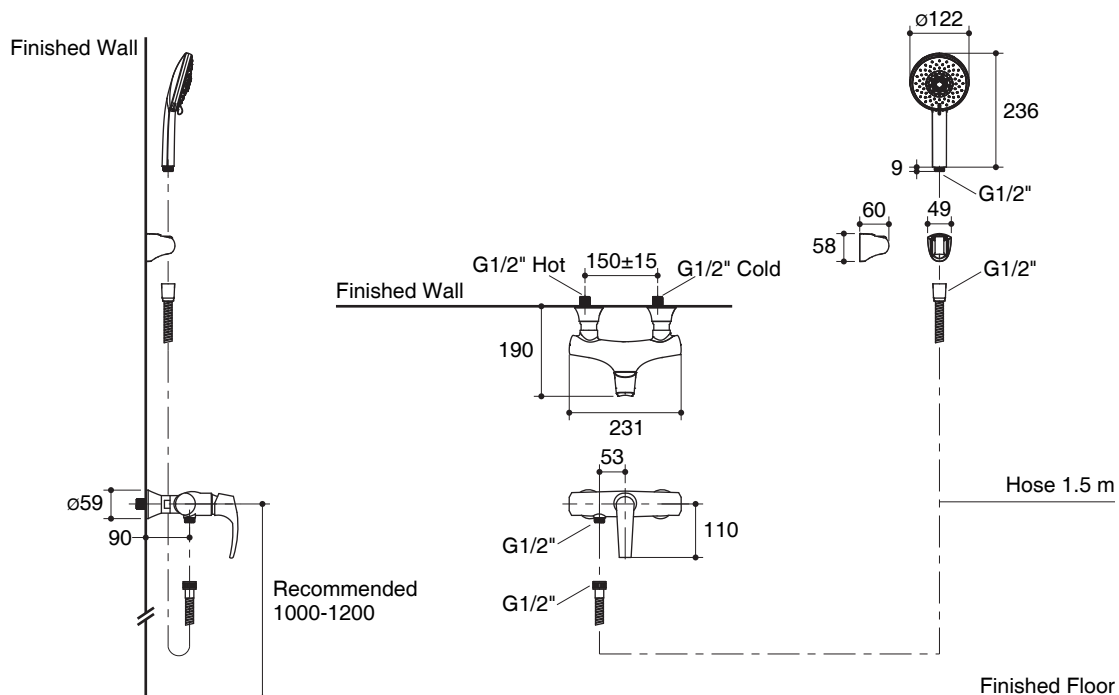 ø122
Finished Wall
236
9
G1/2"
60
49
58
G1/2" Hot
150±15
G1/2" Cold
G1/2"
Finished Wall
190
231
53
Hose 1.5 m
ø59
110
90
G1/2"
Recommended
1000-1200
G1/2"
Finished Floor